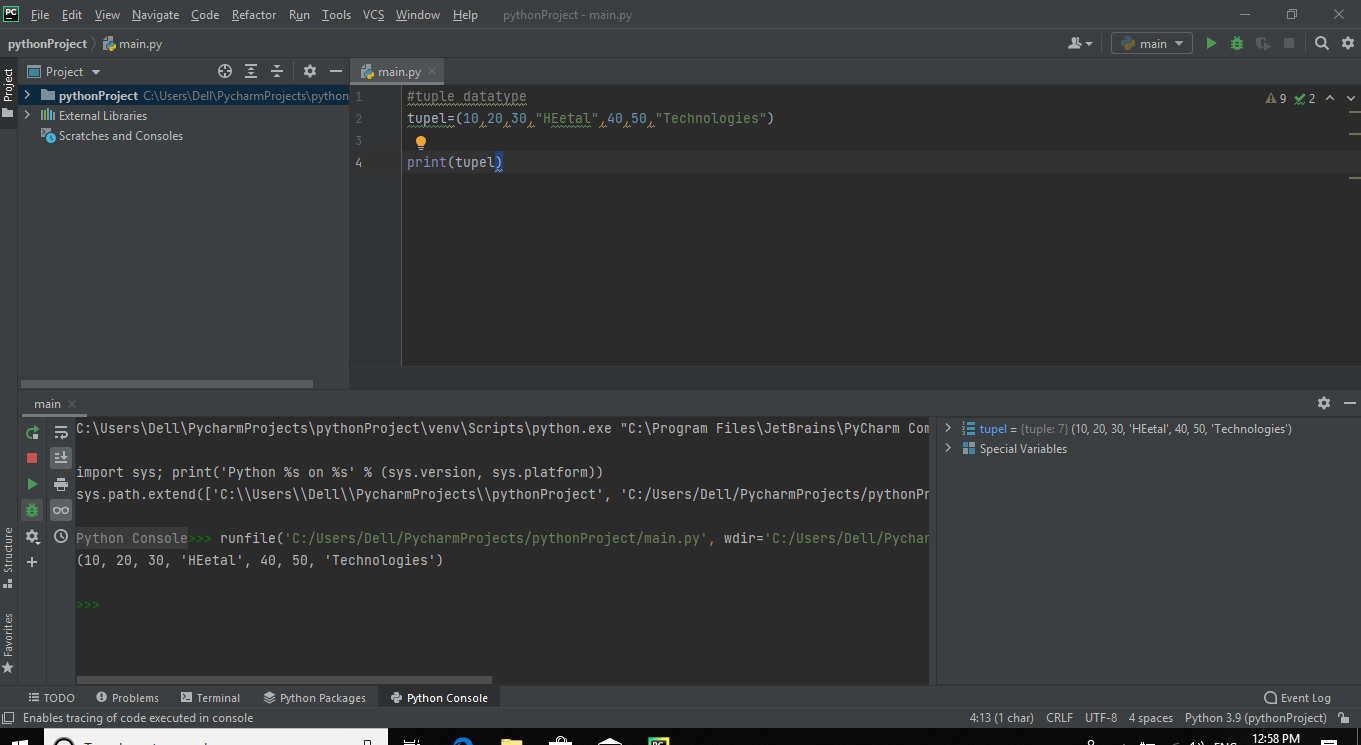 PC File Edit View Navigate Code Refactor Run Tools VCS Window Help pythonProject - main.py
pythonProject main.py main
Project main.py
Project
pythonProject C:\Users\Dell\PycharmProjects\python
External Libraries
Scratches and Consoles
1 #tuple datatype
2 tupel=(10,20,30,"HEetal",40,50,"Technologies")
3
4 print(tupel)
9 2
main
C:\Users\Dell\PycharmProjects\pythonProject\venv\Scripts\python.exe "C:\Program Files\JetBrains\PyCharm Com
import sys; print('Python %s on %s' % (sys.version, sys.platform))
sys.path.extend(['C:\\Users\\Dell\\PycharmProjects\\pythonProject', 'C:/Users/Dell/PycharmProjects/pythonPr
Python Console>>> runfile('C:/Users/Dell/PycharmProjects/pythonProject/main.py', wdir='C:/Users/Dell/Pychar
(10, 20, 30, 'HEetal', 40, 50, 'Technologies')
>>>
tupel = {tuple: 7} (10, 20, 30, 'HEetal', 40, 50, 'Technologies')
Special Variables
Structure
Favorites
TODO Problems Terminal Python Packages Python Console Event Log
Enables tracing of code executed in console 4:13 (1 char) CRLF UTF-8 4 spaces Python 3.9 (pythonProject)
12:58 PM